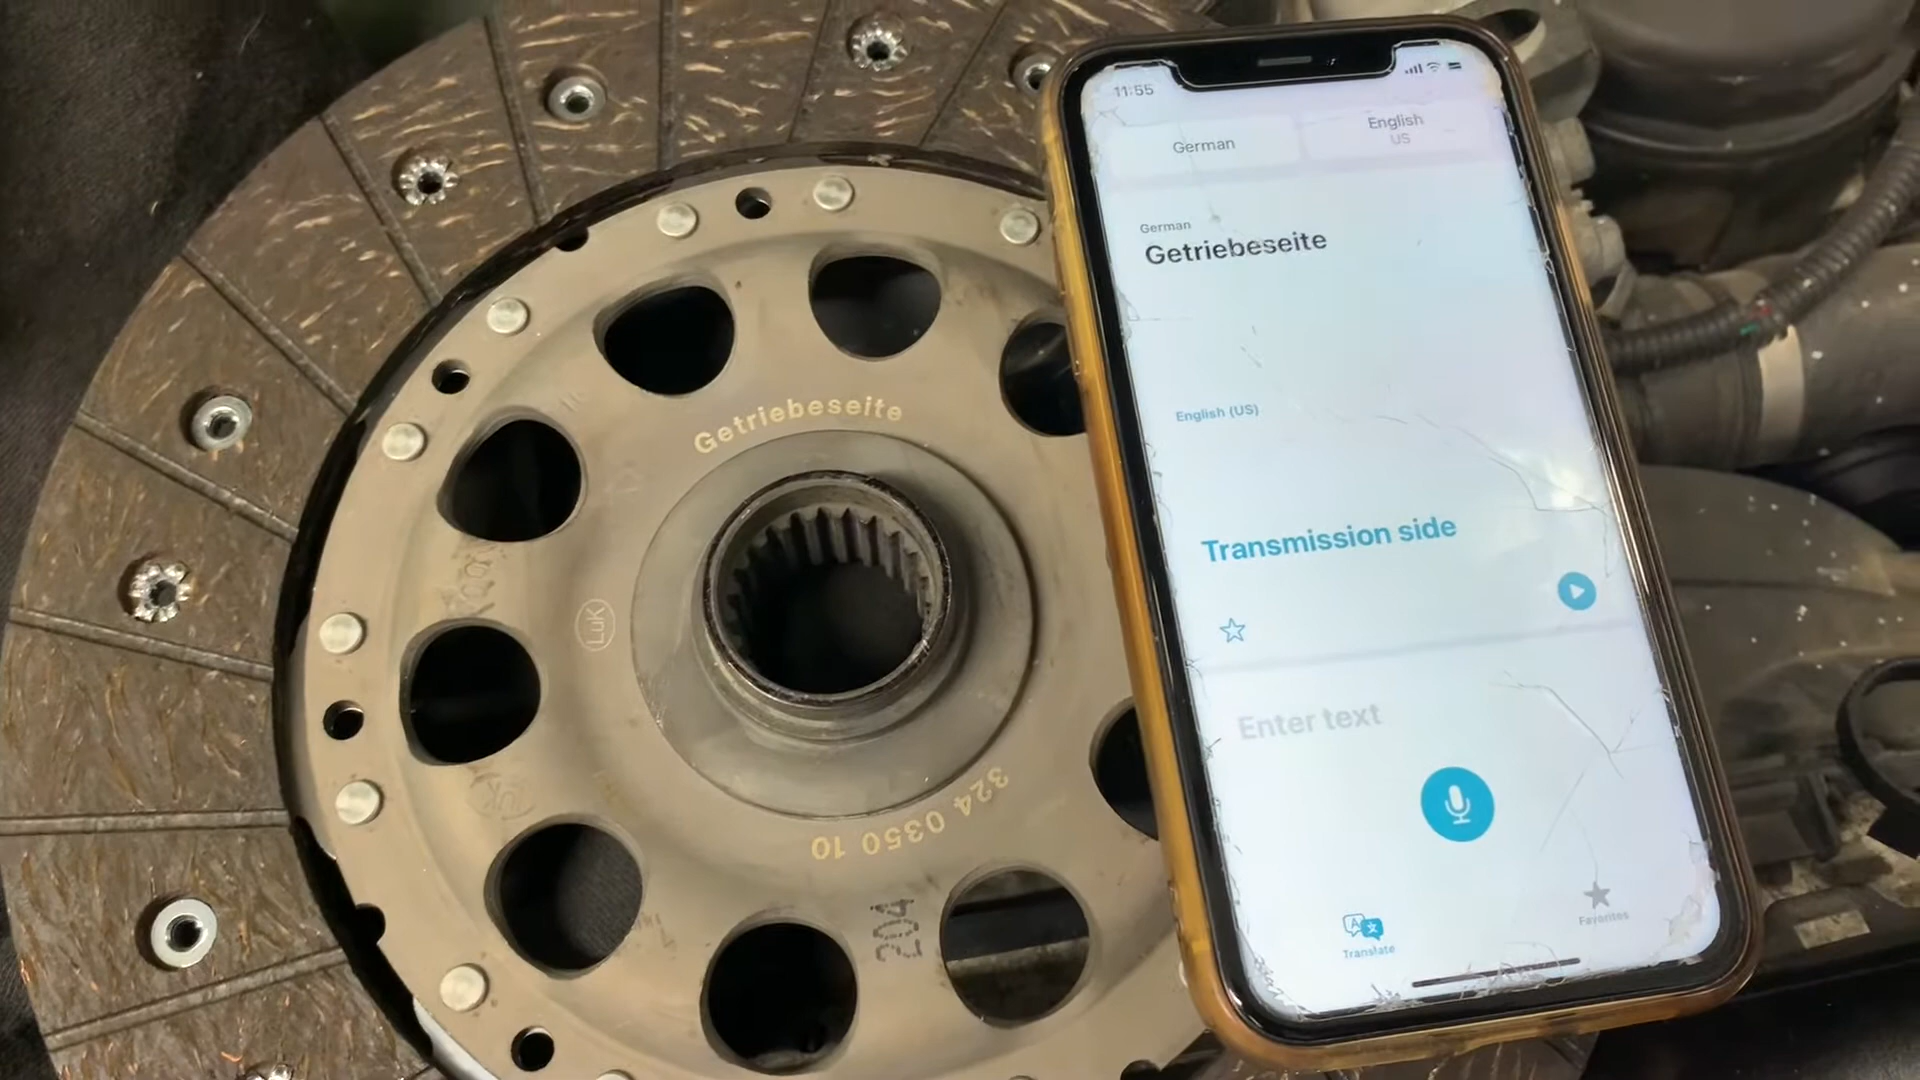 Getriebeseite
LuK
324 0350 10
204
11:55
German
English
US
German
Getriebeseite
English (US)
Transmission side
Enter text
Translate
Favorites